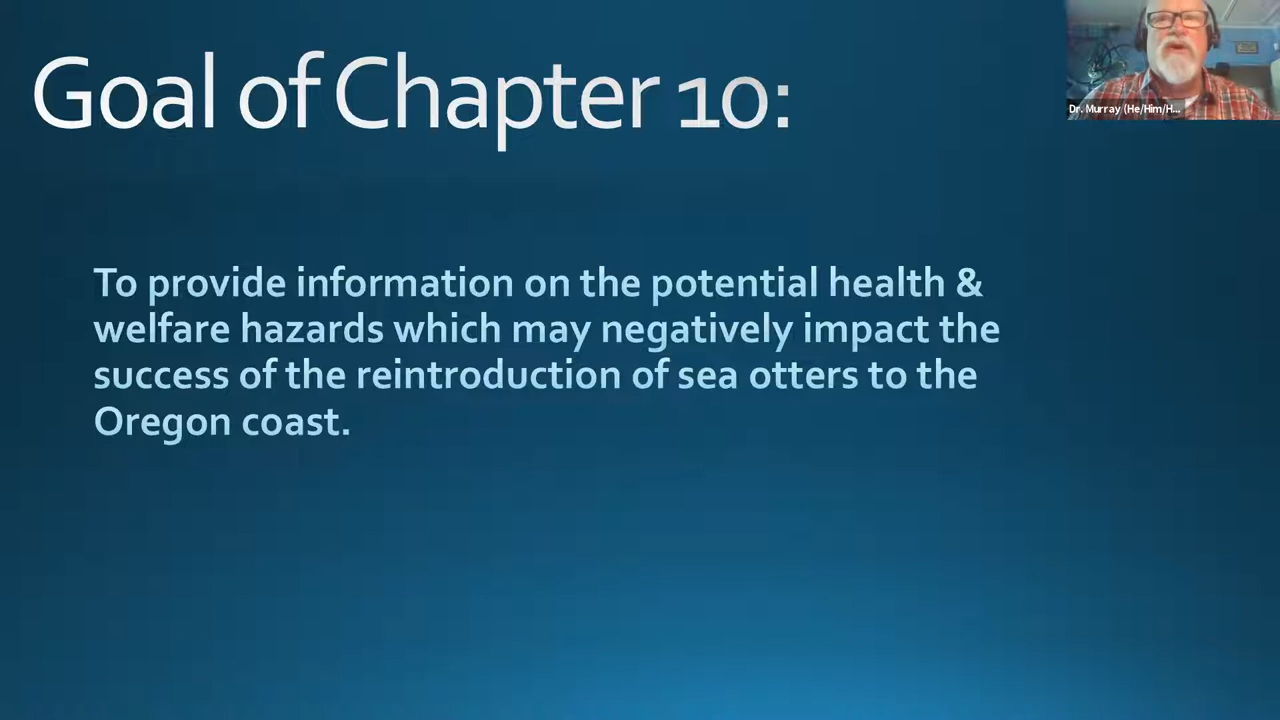 Goal of Chapter 10:
Dr. Murray (He/Him/H...
To provide information on the potential health &
welfare hazards which may negatively impact the
success of the reintroduction of sea otters to the
Oregon coast.